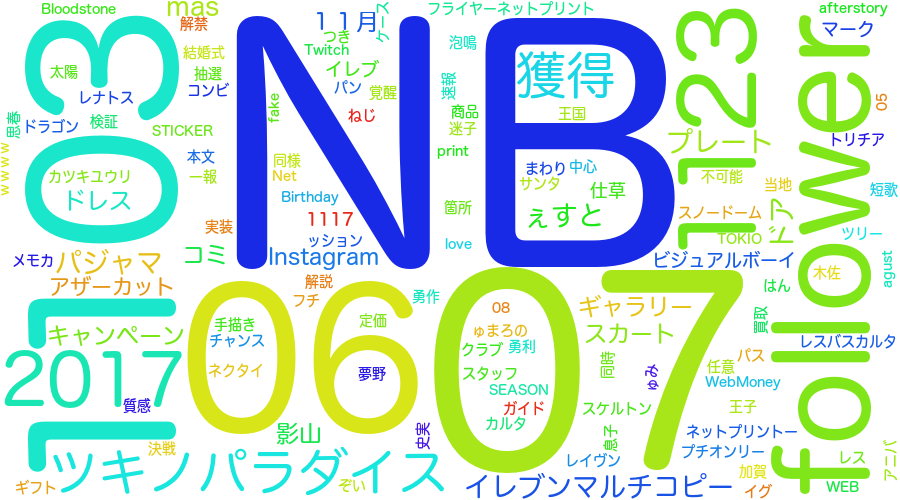 Bloodstone
mas
解禁
11月
ケース
フライヤーネットプリント
afterstory
マーク
03
NB
つき
Twitch
泡鳴
獲得
123
follower
太陽
結婚式
抽選
コンビ
イレブ
パン
覚醒
速報
05
レナトス
fake
ねじ
商品
王国
思春
ドラゴン
検証
STICKER
迷子
プレート
トリチア
wwww
本文
同様
print
まわり
中心
カツキユウリ
一報
Net
サンタ
仕草
不可能
当地
短歌
ドレス
Birthday
箇所
えすと
スノードーム
ドア
1117
実装
ッション
love
TOKIO
ツリー
メモカ
パジャマ
コミ
Instagram
ビジュアルボーイ
木佐
agust
アザーカット
解説
フチ
勇作
はん
11
06
07
08
ギャラリー
買取
キャンペーン
手描き
チャンス
定価
ゅまろの
スカート
レスバスカルタ
2017
クラブ
勇利
同時
パス
ネクタイ
夢野
スタッフ
ゅみ
任意
SEASON
WebMoney
質感
ガイド
スケルトン
王子
影山
史実
カルタ
息子
ネットプリントー
決戦
プチオンリー
アニバ
ツキノパラダイス
レイヴン
加賀
レス
ギフト
ぞい
イレブンマルチコピー
イグ
WEB